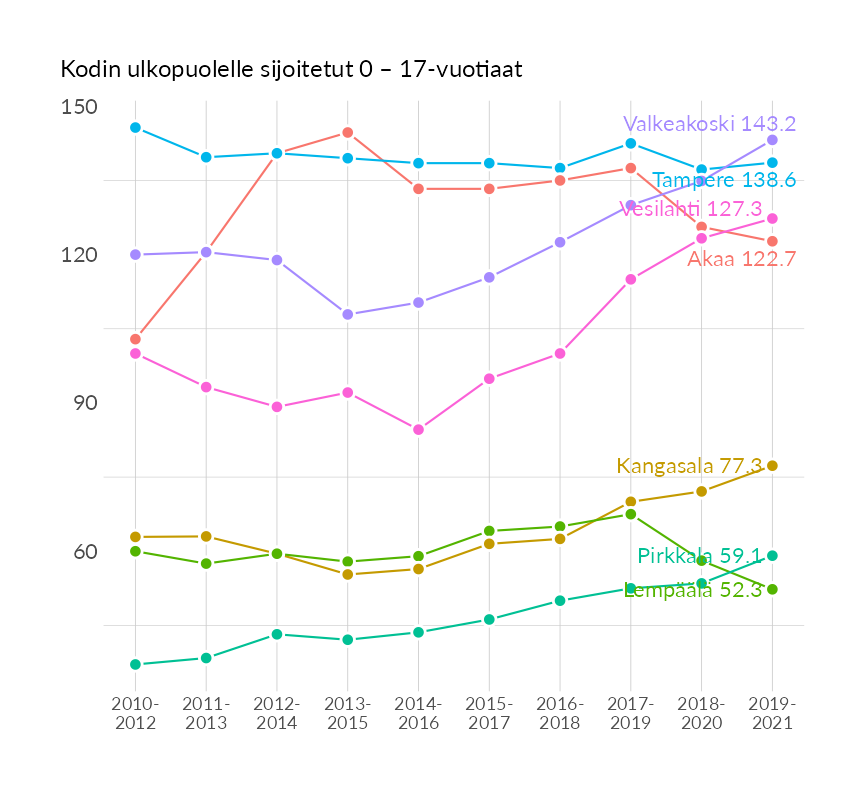 Kodin ulkopuolelle sijoitetut 0 – 17-vuotiaat
150
Valkeakoski 143.2
Tampere 138.6
Vesilahti 127.3
120
Akaa 122.7
90
Kangasala 77.3
60
Pirkkala 59.1
Lempäälä 52.3
2010- 2011- 2012- 2013- 2014- 2015- 2016- 2017- 2018- 2019-
2012 2013 2014 2015 2016 2017 2018 2019 2020 2021